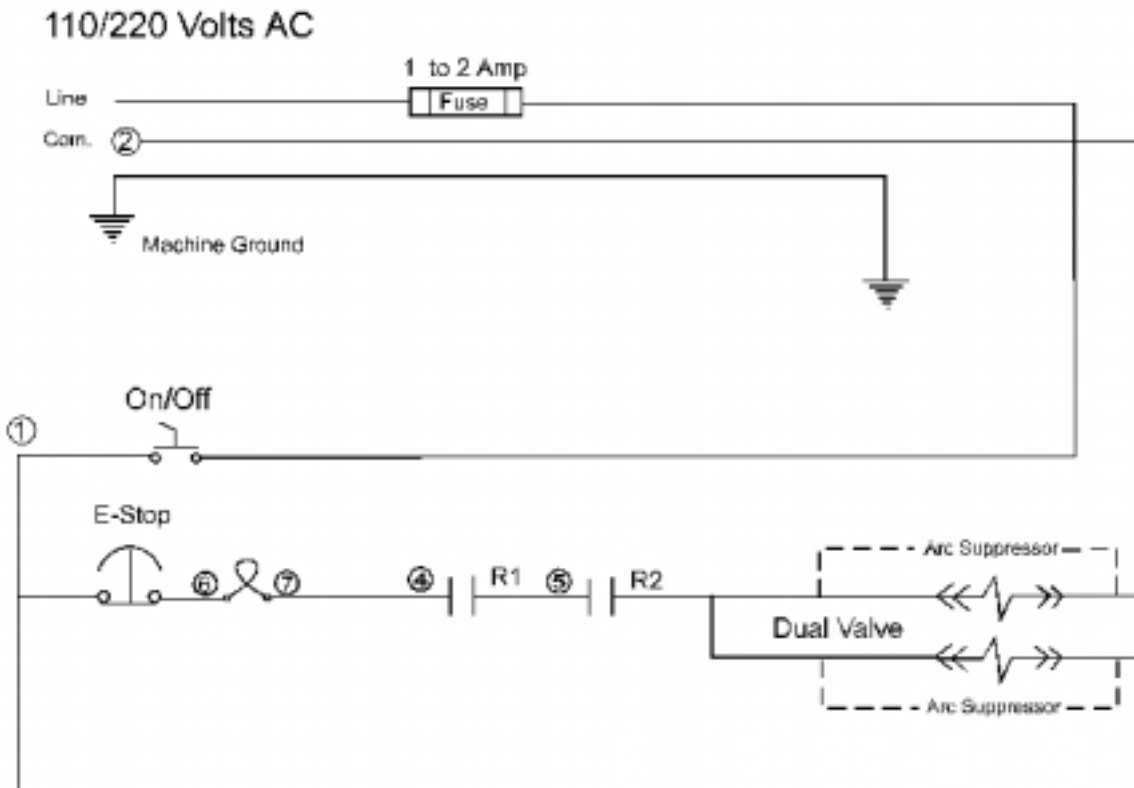 110/220 Volts AC
1 to 2 Amp
Line
Fuse
Com. 2
Machine Ground
On/Off
1
E-Stop
Arc Suppressor
6 7 4 R1 5 R2
Dual Valve
Arc Suppressor